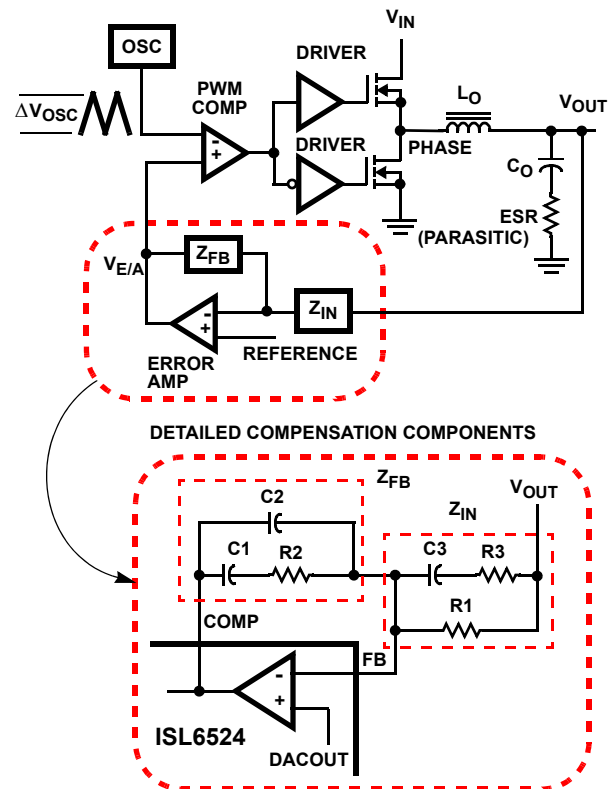 V_IN
OSC
DRIVER
PWM
COMP
ΔV_OSC
L_O
V_OUT
-
+
DRIVER
PHASE
C_O
ESR
(PARASITIC)
V_E/A
Z_FB
Z_IN
-
+
REFERENCE
ERROR
AMP
DETAILED COMPENSATION COMPONENTS
Z_FB
V_OUT
C2
Z_IN
C1
R2
C3
R3
R1
COMP
FB
-
+
ISL6524
DACOUT